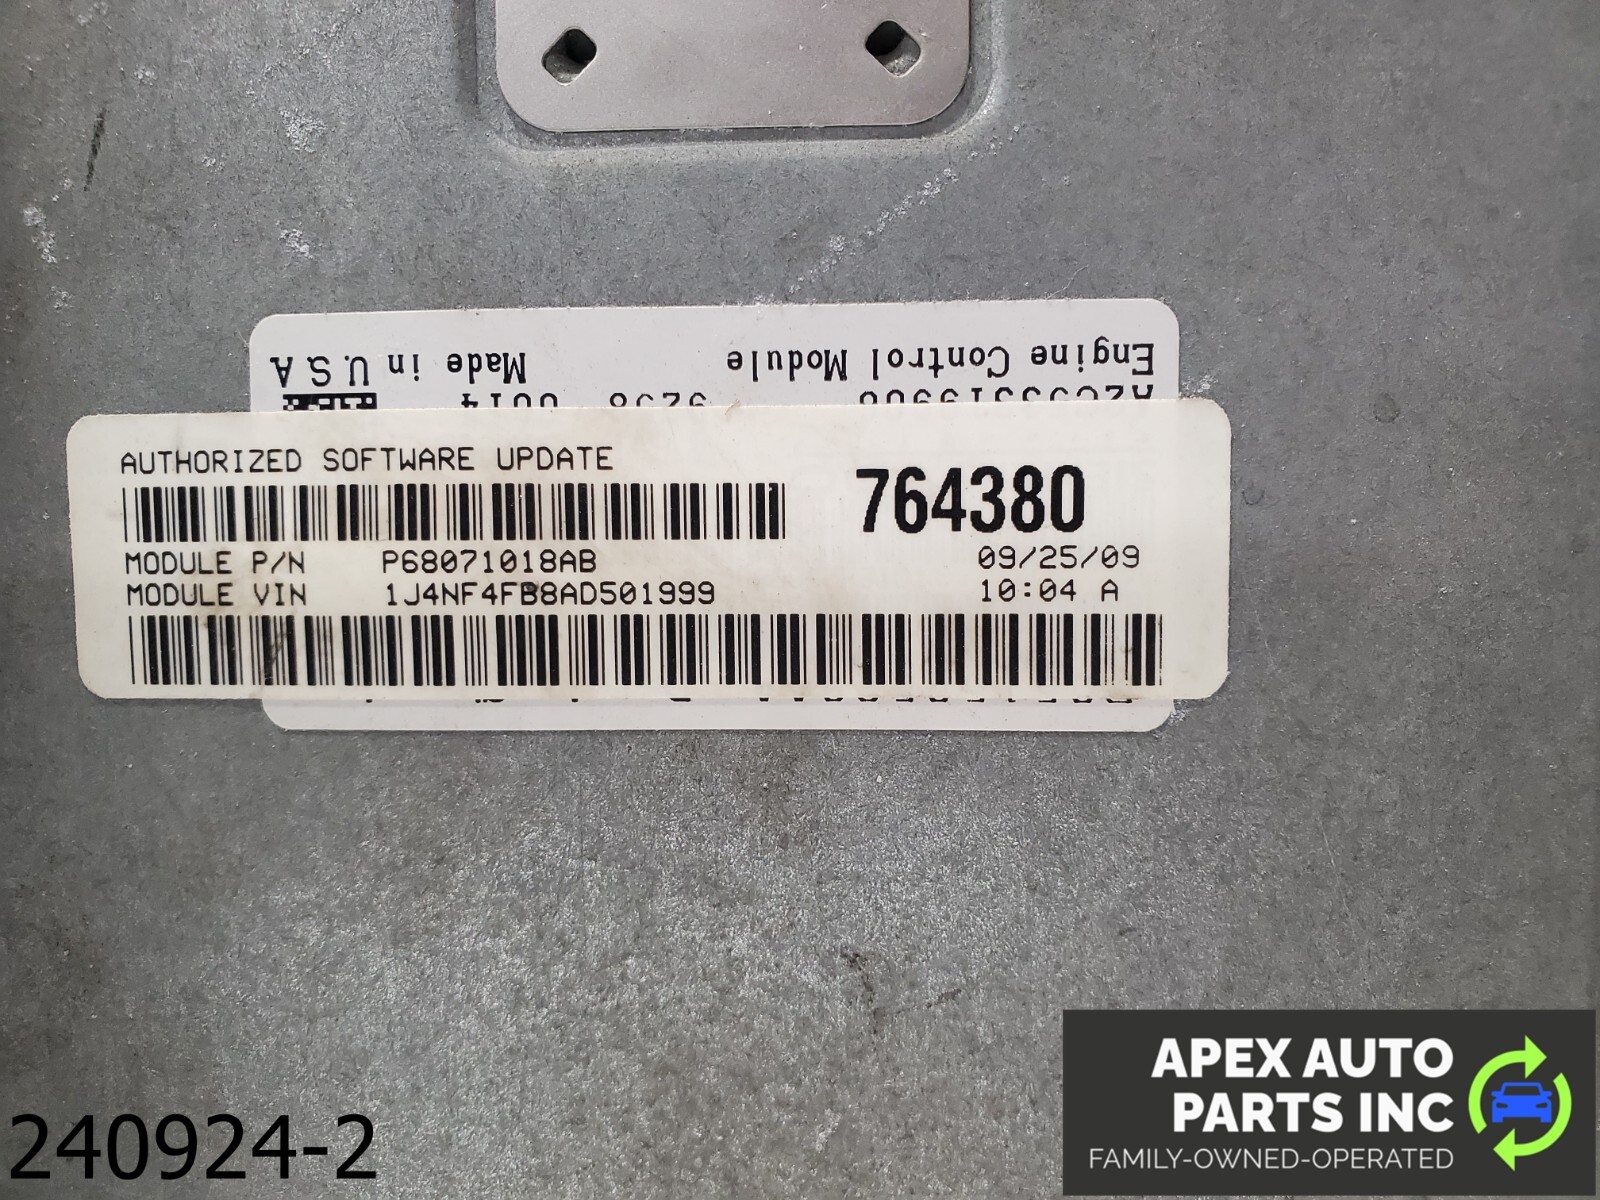 Engine Control Module Made in U.S.A
AUTHORIZED SOFTWARE UPDATE
764380
MODULE P/N P68071018AB 09/25/09
MODULE VIN 1J4NF4FB8AD501999 10:04 A
240924-2
APEX AUTO
PARTS INC
FAMILY-OWNED-OPERATED